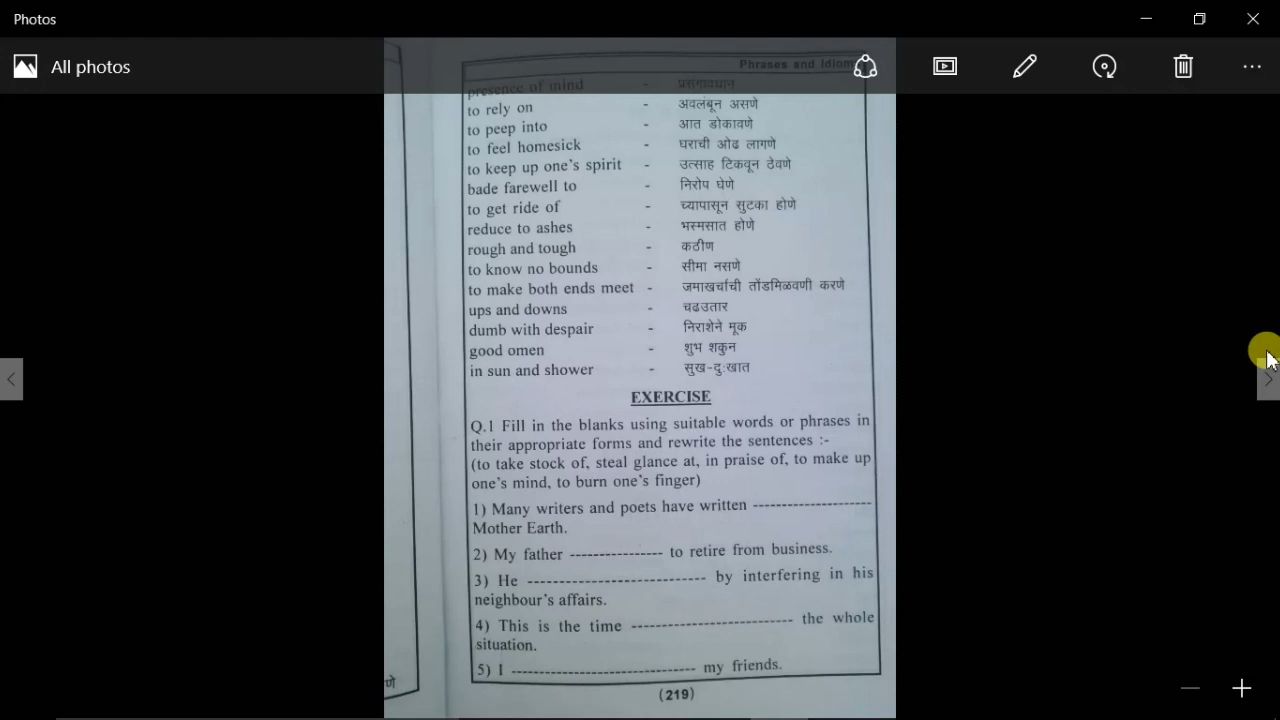 Photos
All photos
Phrases and Idiom
presence of mind - प्रसंगावधान
to rely on - अवलंबून असणे
to peep into - आत डोकावणे
to feel homesick - घराची ओढ लागणे
to keep up one's spirit - उत्साह टिकवून ठेवणे
bade farewell to - निरोप घेणे
to get ride of - च्यापासून सुटका होणे
reduce to ashes - भस्मसात होणे
rough and tough - कठीण
to know no bounds - सीमा नसणे
to make both ends meet - जमाखर्चाची तोंडमिळवणी करणे
ups and downs - चढउतार
dumb with despair - निराशेने मूक
good omen - शुभ शकुन
in sun and shower - सुख-दुःखात
EXERCISE
Q.1 Fill in the blanks using suitable words or phrases in
their appropriate forms and rewrite the sentences :-
(to take stock of, steal glance at, in praise of, to make up
one's mind, to burn one's finger)
1) Many writers and poets have written --------------------
Mother Earth.
2) My father ---------------- to retire from business.
3) He ------------------------------ by interfering in his
neighbour's affairs.
4) This is the time --------------------------- the whole
situation.
5) I ------------------------------- my friends.
(219)
णे